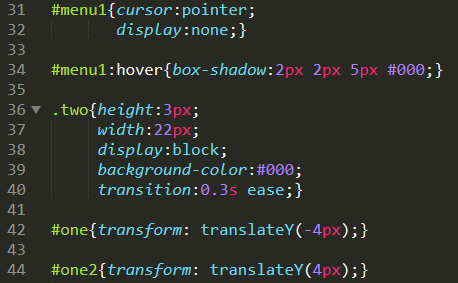 31 #menu1{cursor:pointer;
32 display:none;}
33
34 #menu1:hover{box-shadow:2px 2px 5px #000;}
35
36 .two{height:3px;
37 width:22px;
38 display:block;
39 background-color:#000;
40 transition:0.3s ease;}
41
42 #one{transform: translateY(-4px);}
43
44 #one2{transform: translateY(4px);}